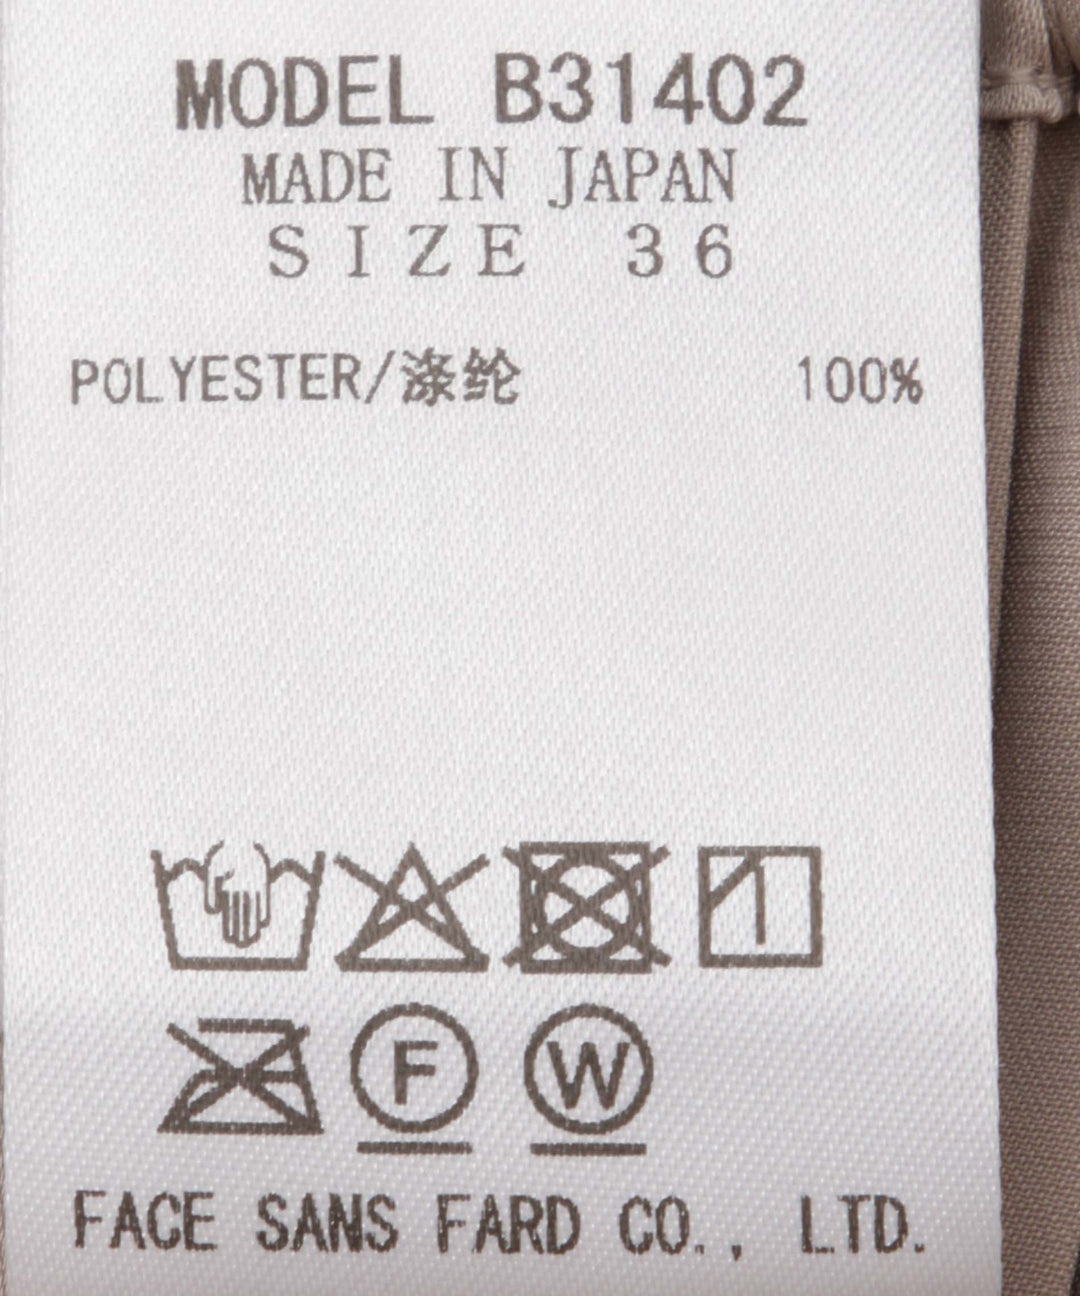 MODEL B31402
MADE IN JAPAN
SIZE 36
POLYESTER/涤纶 100%
F W
FACE SANS FARD CO., LTD.